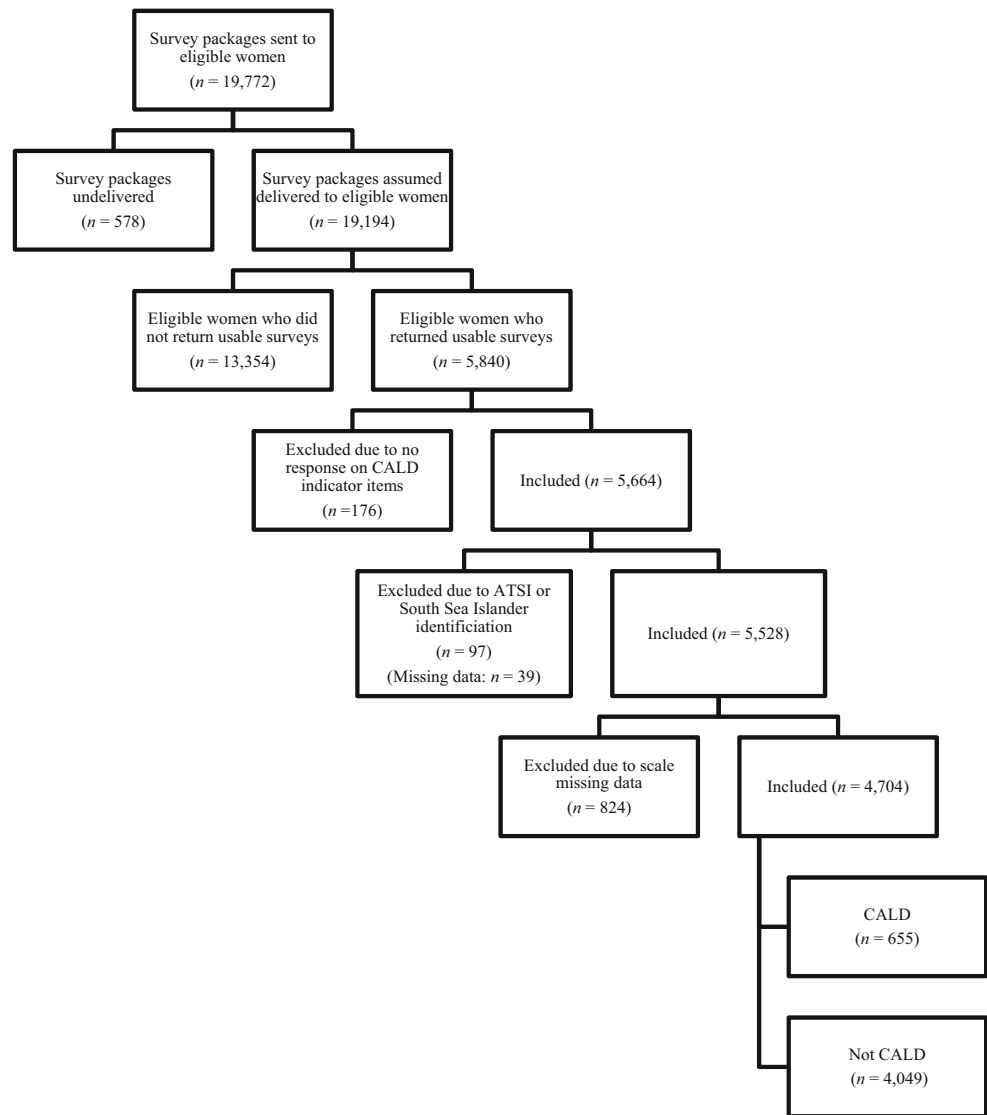 Survey packages sent to
eligible women
(n = 19,772)
Survey packages
undelivered
(n = 578)
Survey packages assumed
delivered to eligible women
(n = 19,194)
Eligible women who did
not return usable surveys
(n = 13,354)
Eligible women who
returned usable surveys
(n = 5,840)
Excluded due to no
response on CALD
indicator items
(n =176)
Included (n = 5,664)
Excluded due to ATSI or
South Sea Islander
identificiation
(n = 97)
(Missing data: n = 39)
Included (n = 5,528)
Excluded due to scale
missing data
(n = 824)
Included (n = 4,704)
CALD
(n = 655)
Not CALD
(n = 4,049)